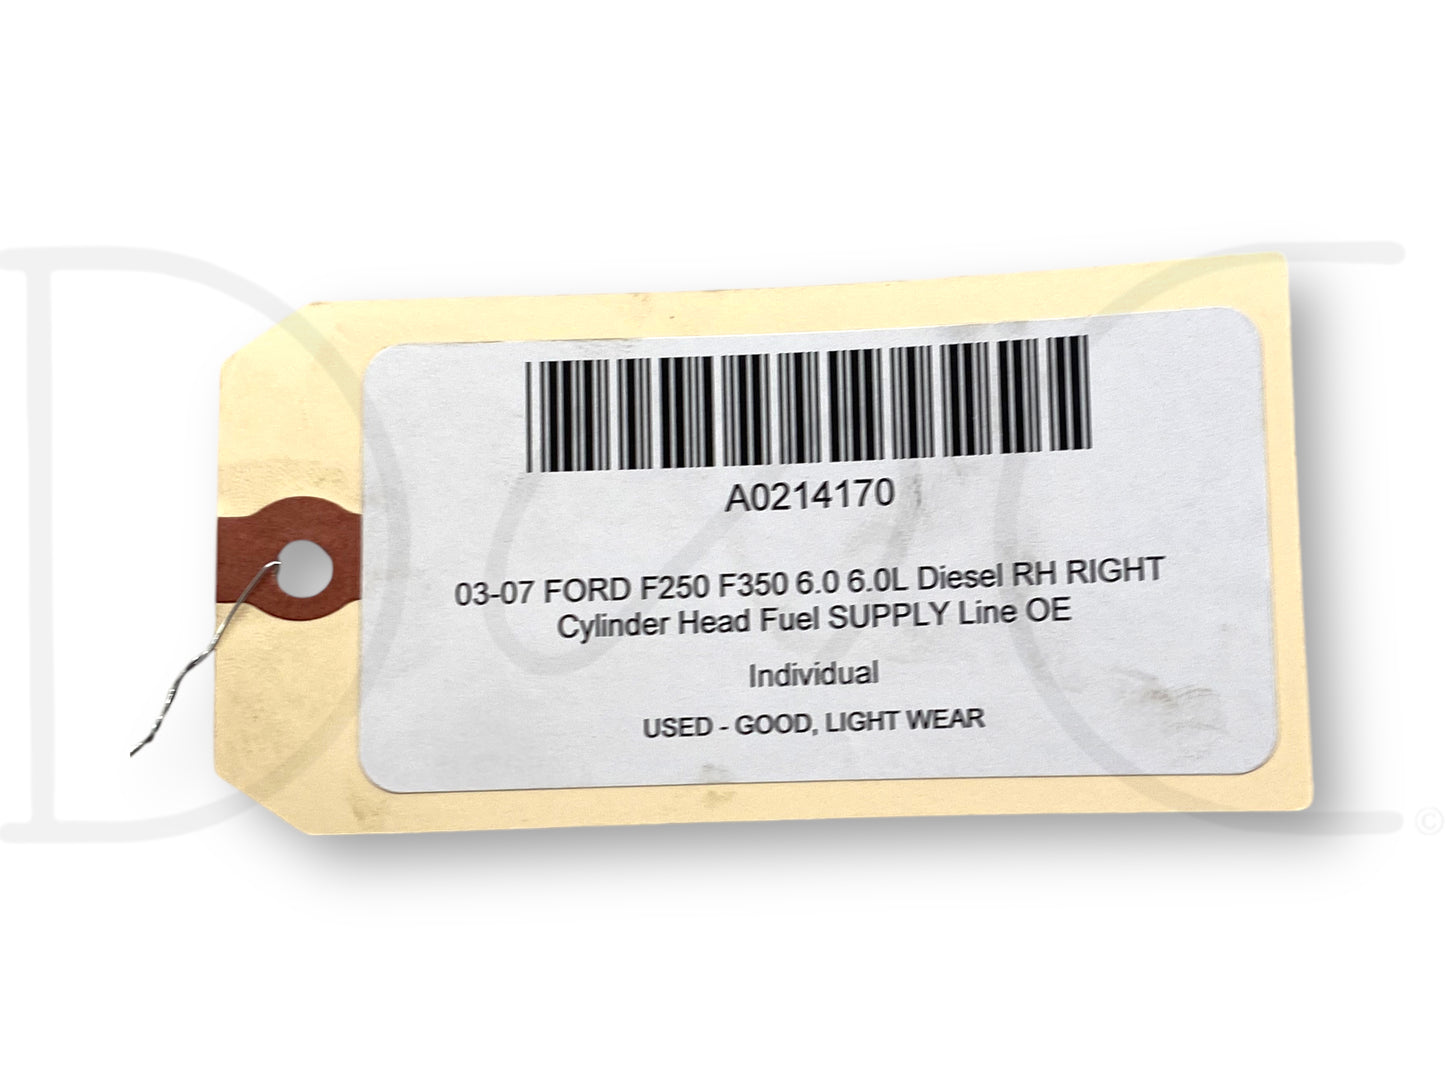 A0214170
03-07 FORD F250 F350 6.0 6.0L Diesel RH RIGHT
Cylinder Head Fuel SUPPLY Line OE
Individual
USED - GOOD, LIGHT WEAR
©